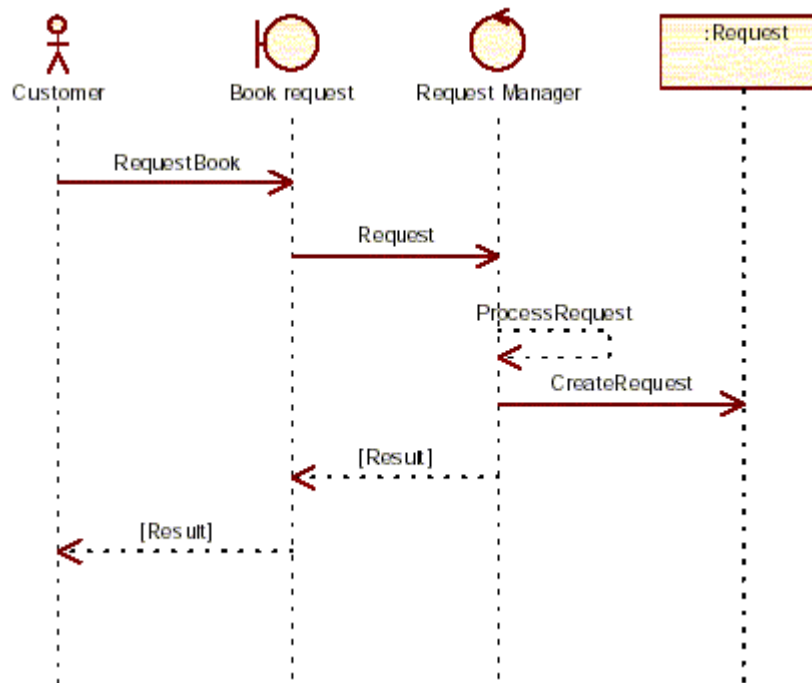 :Request
Customer
Book request
Request Manager
RequestBook
Request
ProcessRequest
CreateRequest
[Result]
[Result]